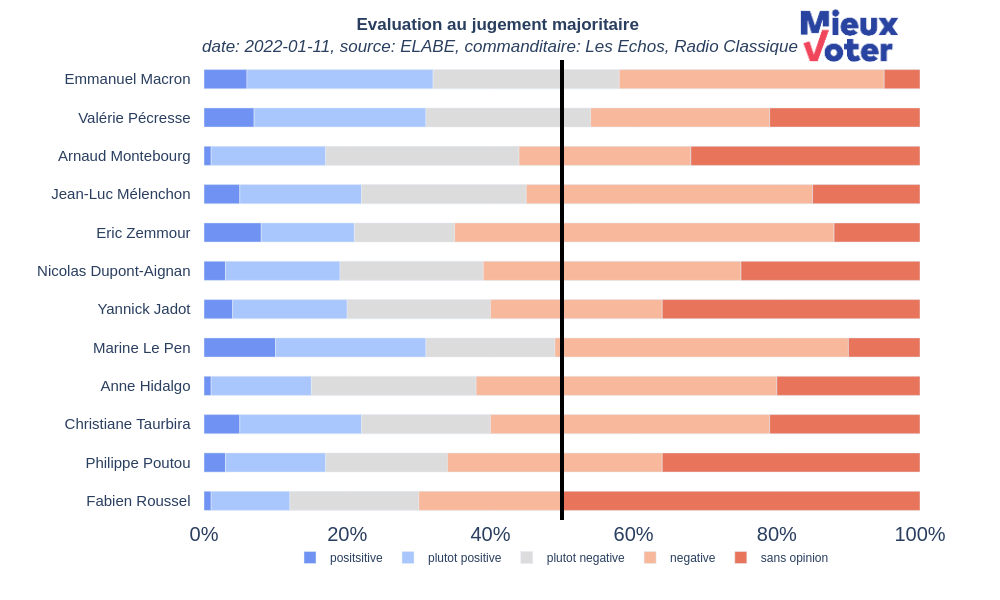 Evaluation au jugement majoritaire
date: 2022-01-11, source: ELABE, commanditaire: Les Echos, Radio Classique
Mieux
Voter
Emmanuel Macron
Valérie Pécresse
Arnaud Montebourg
Jean-Luc Mélenchon
Eric Zemmour
Nicolas Dupont-Aignan
Yannick Jadot
Marine Le Pen
Anne Hidalgo
Christiane Taurbira
Philippe Poutou
Fabien Roussel
0% 20% 40% 60% 80% 100%
positsitive plutot positive plutot negative negative sans opinion